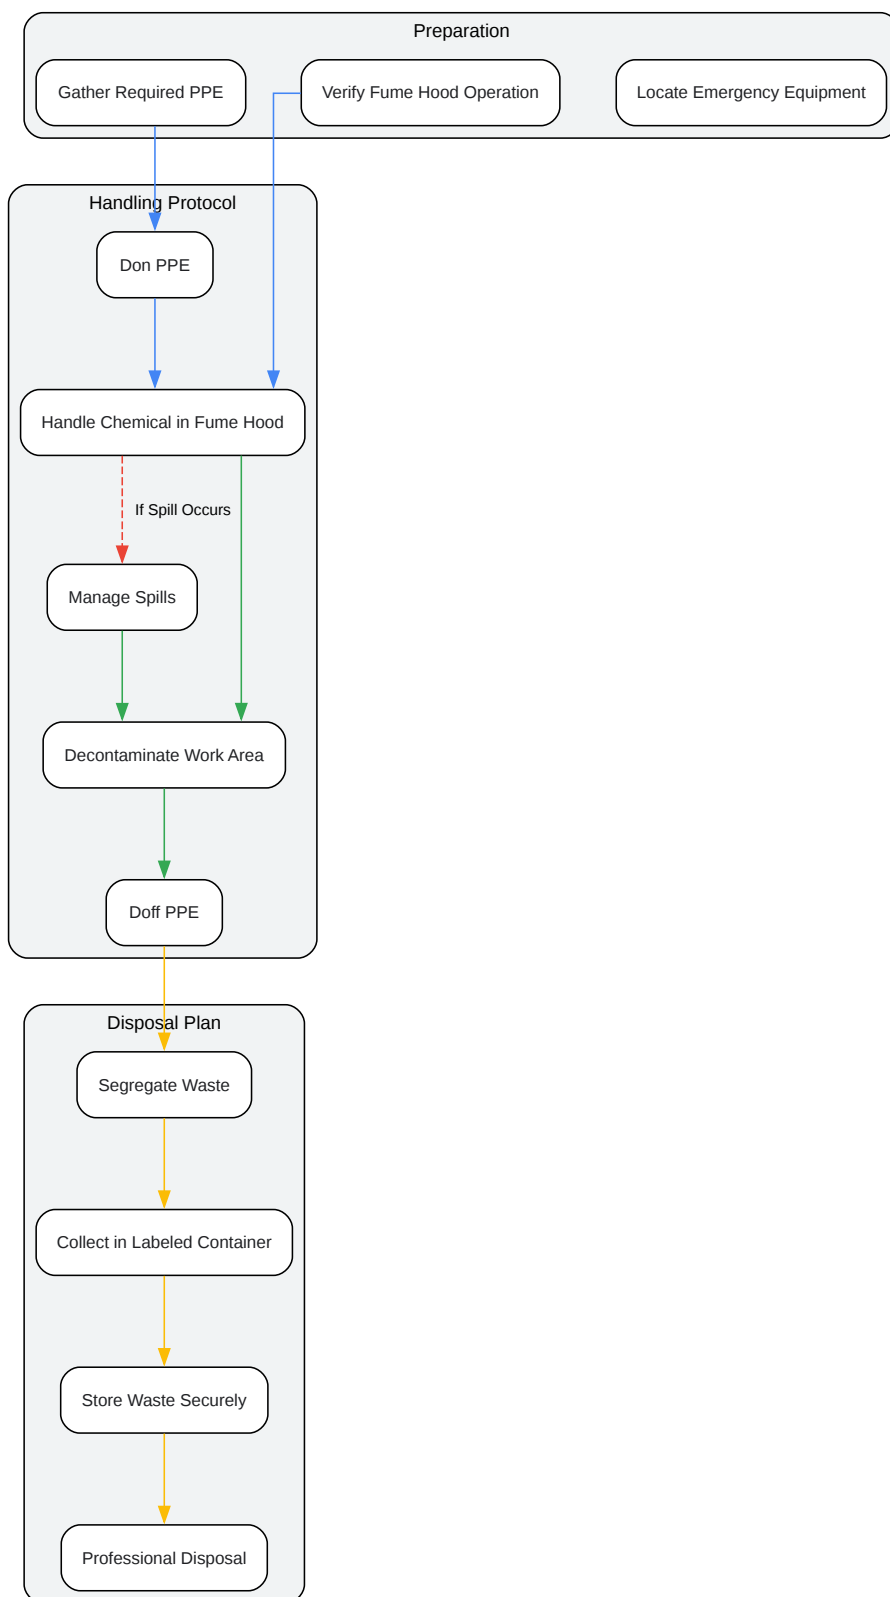 Preparation
Gather Required PPE
Verify Fume Hood Operation
Locate Emergency Equipment
Handling Protocol
Don PPE
Handle Chemical in Fume Hood
If Spill Occurs
Manage Spills
Decontaminate Work Area
Doff PPE
Disposal Plan
Segregate Waste
Collect in Labeled Container
Store Waste Securely
Professional Disposal